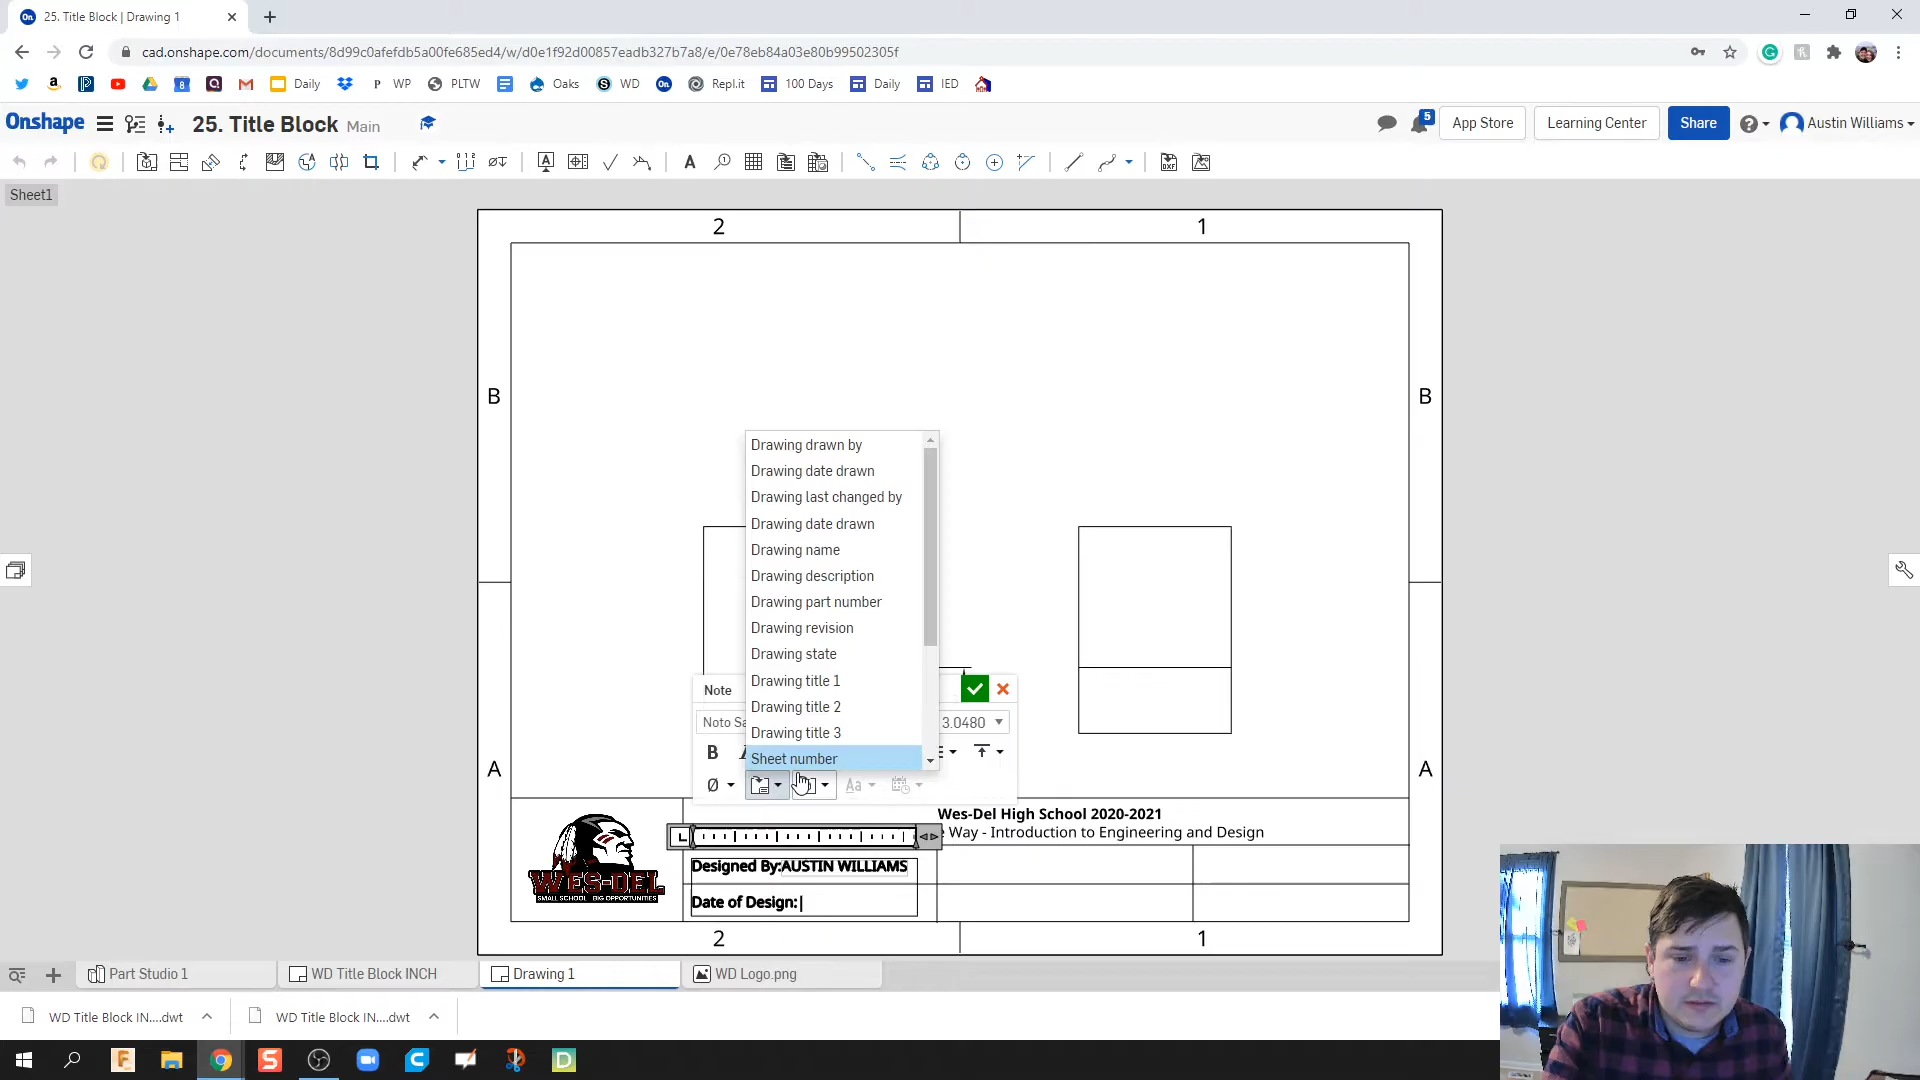 25. Title Block | Drawing 1
cad.onshape.com/documents/8d99c0afefdb5a00fe685ed4/w/d0e1f92d00857eadb327b7a8/e/0e78eb84a03e80b99502305f
Daily
WP
PLTW
Oaks
WD
Repl.it
100 Days
Daily
IED
Onshape
25. Title Block Main
5
App Store
Learning Center
Share
Austin Williams
Sheet1
2
1
B
B
Drawing drawn by
Drawing date drawn
Drawing last changed by
Drawing date drawn
Drawing name
Drawing description
Drawing part number
Drawing revision
Drawing state
Drawing title 1
Drawing title 2
Drawing title 3
Sheet number
Note
Noto Sa
3.0480
B
Ø
Aa
A
A
Wes-Del High School 2020-2021
e Way - Introduction to Engineering and Design
WES-DEL
SMALL SCHOOL BIG OPPORTUNITIES
Designed By:AUSTIN WILLIAMS
Date of Design:
2
1
Part Studio 1
WD Title Block INCH
Drawing 1
WD Logo.png
WD Title Block IN....dwt
WD Title Block IN....dwt